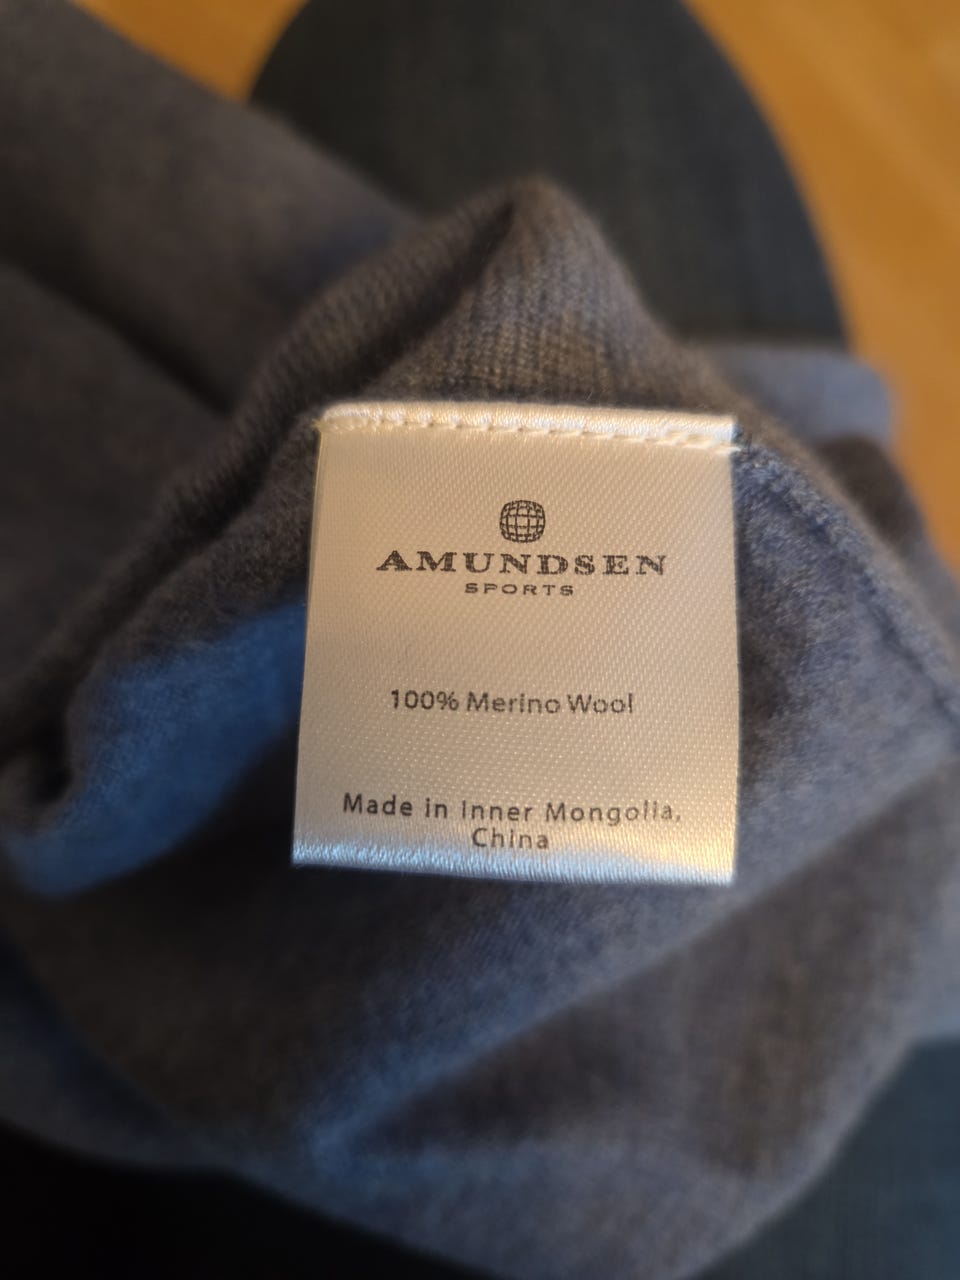 AMUNDSEN
SPORTS
100% Merino Wool
Made in Inner Mongolia,
China